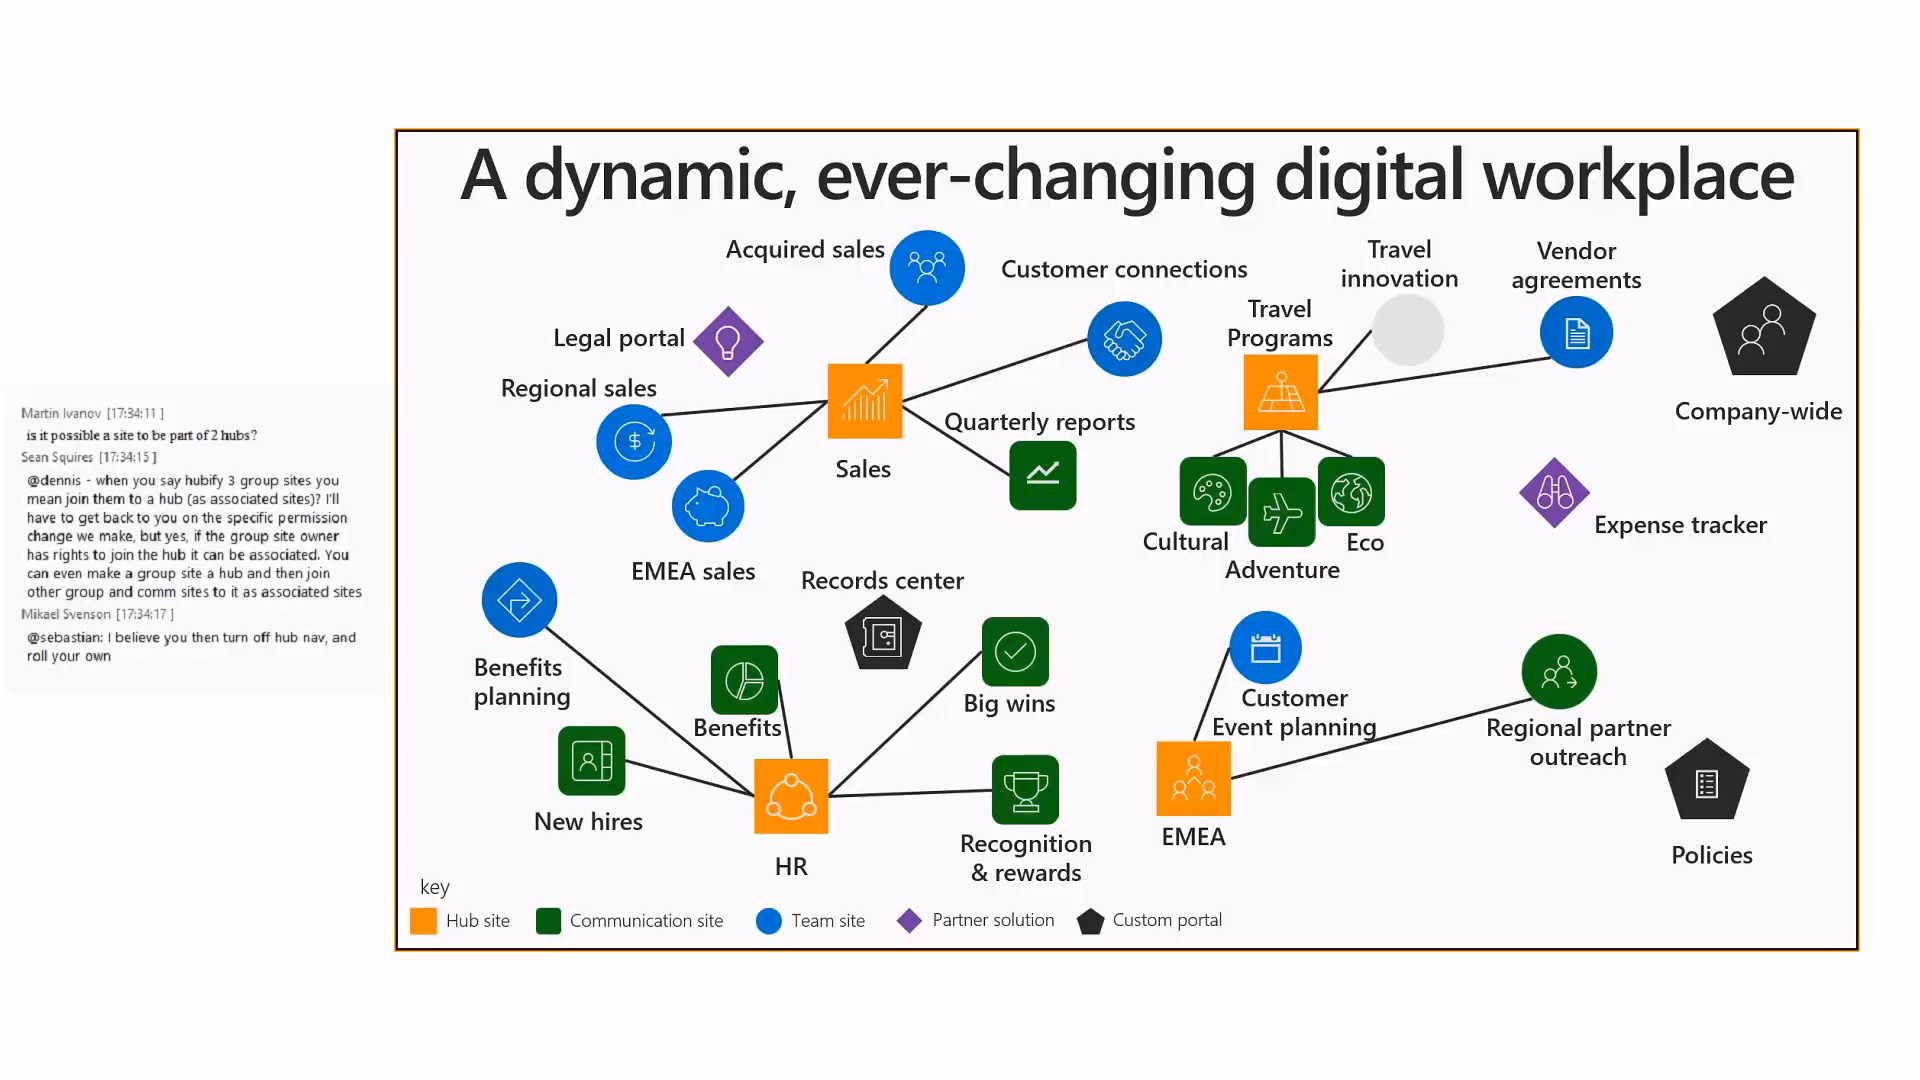 Martin Ivanov [17:34:11 ]
is it possible a site to be part of 2 hubs?
Sean Squires [17:34:15 ]
@dennis - when you say hubify 3 group sites you
mean join them to a hub (as associated sites)? I'll
have to get back to you on the specific permission
change we make, but yes, if the group site owner
has rights to join the hub it can be associated. You
can even make a group site a hub and then join
other group and comm sites to it as associated sites
Mikael Svenson [17:34:17 ]
@sebastian: I believe you then turn off hub nav, and
roll your own
A dynamic, ever-changing digital workplace
Acquired sales
Customer connections
Legal portal
Regional sales
Quarterly reports
Sales
EMEA sales
Travel
innovation
Vendor
agreements
Travel
Programs
Company-wide
Cultural
Eco
Adventure
Expense tracker
Records center
Benefits
planning
Benefits
Big wins
New hires
HR
Recognition
& rewards
Customer
Event planning
Regional partner
outreach
EMEA
Policies
key
Hub site
Communication site
Team site
Partner solution
Custom portal